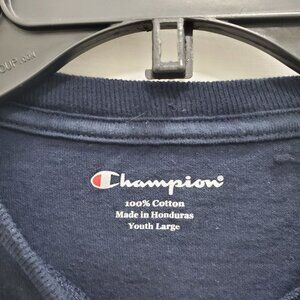 Champion®
100% Cotton
Made in Honduras
Youth Large